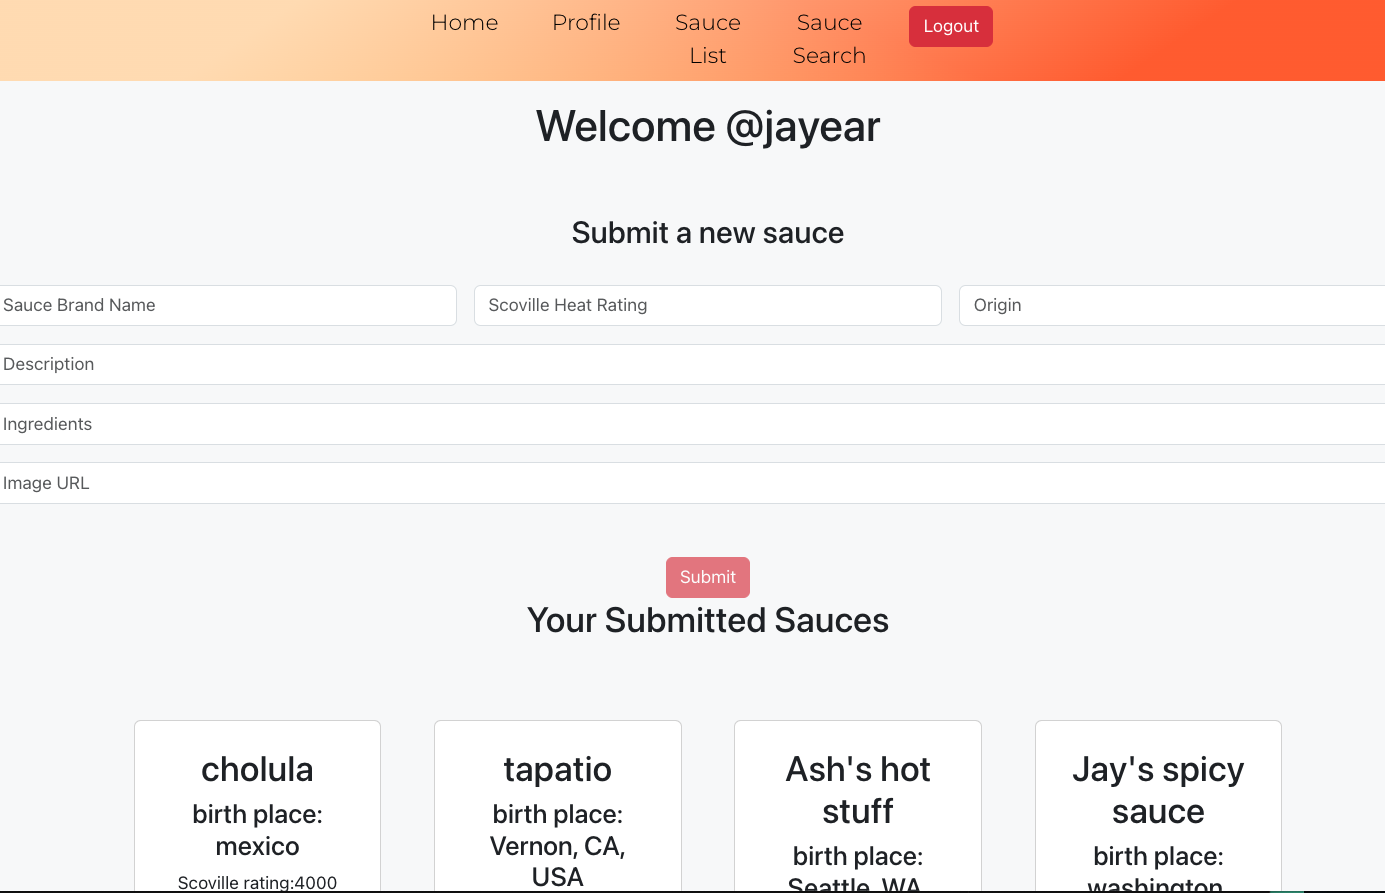 Home Profile Sauce List Sauce Search Logout
Welcome @jayear
Submit a new sauce
Sauce Brand Name Scoville Heat Rating Origin
Description
Ingredients
Image URL
Submit
Your Submitted Sauces
cholula
birth place:
mexico
Scoville rating:4000
tapatio
birth place:
Vernon, CA,
USA
Ash's hot
stuff
birth place:
Seattle, WA
Jay's spicy
sauce
birth place:
washington